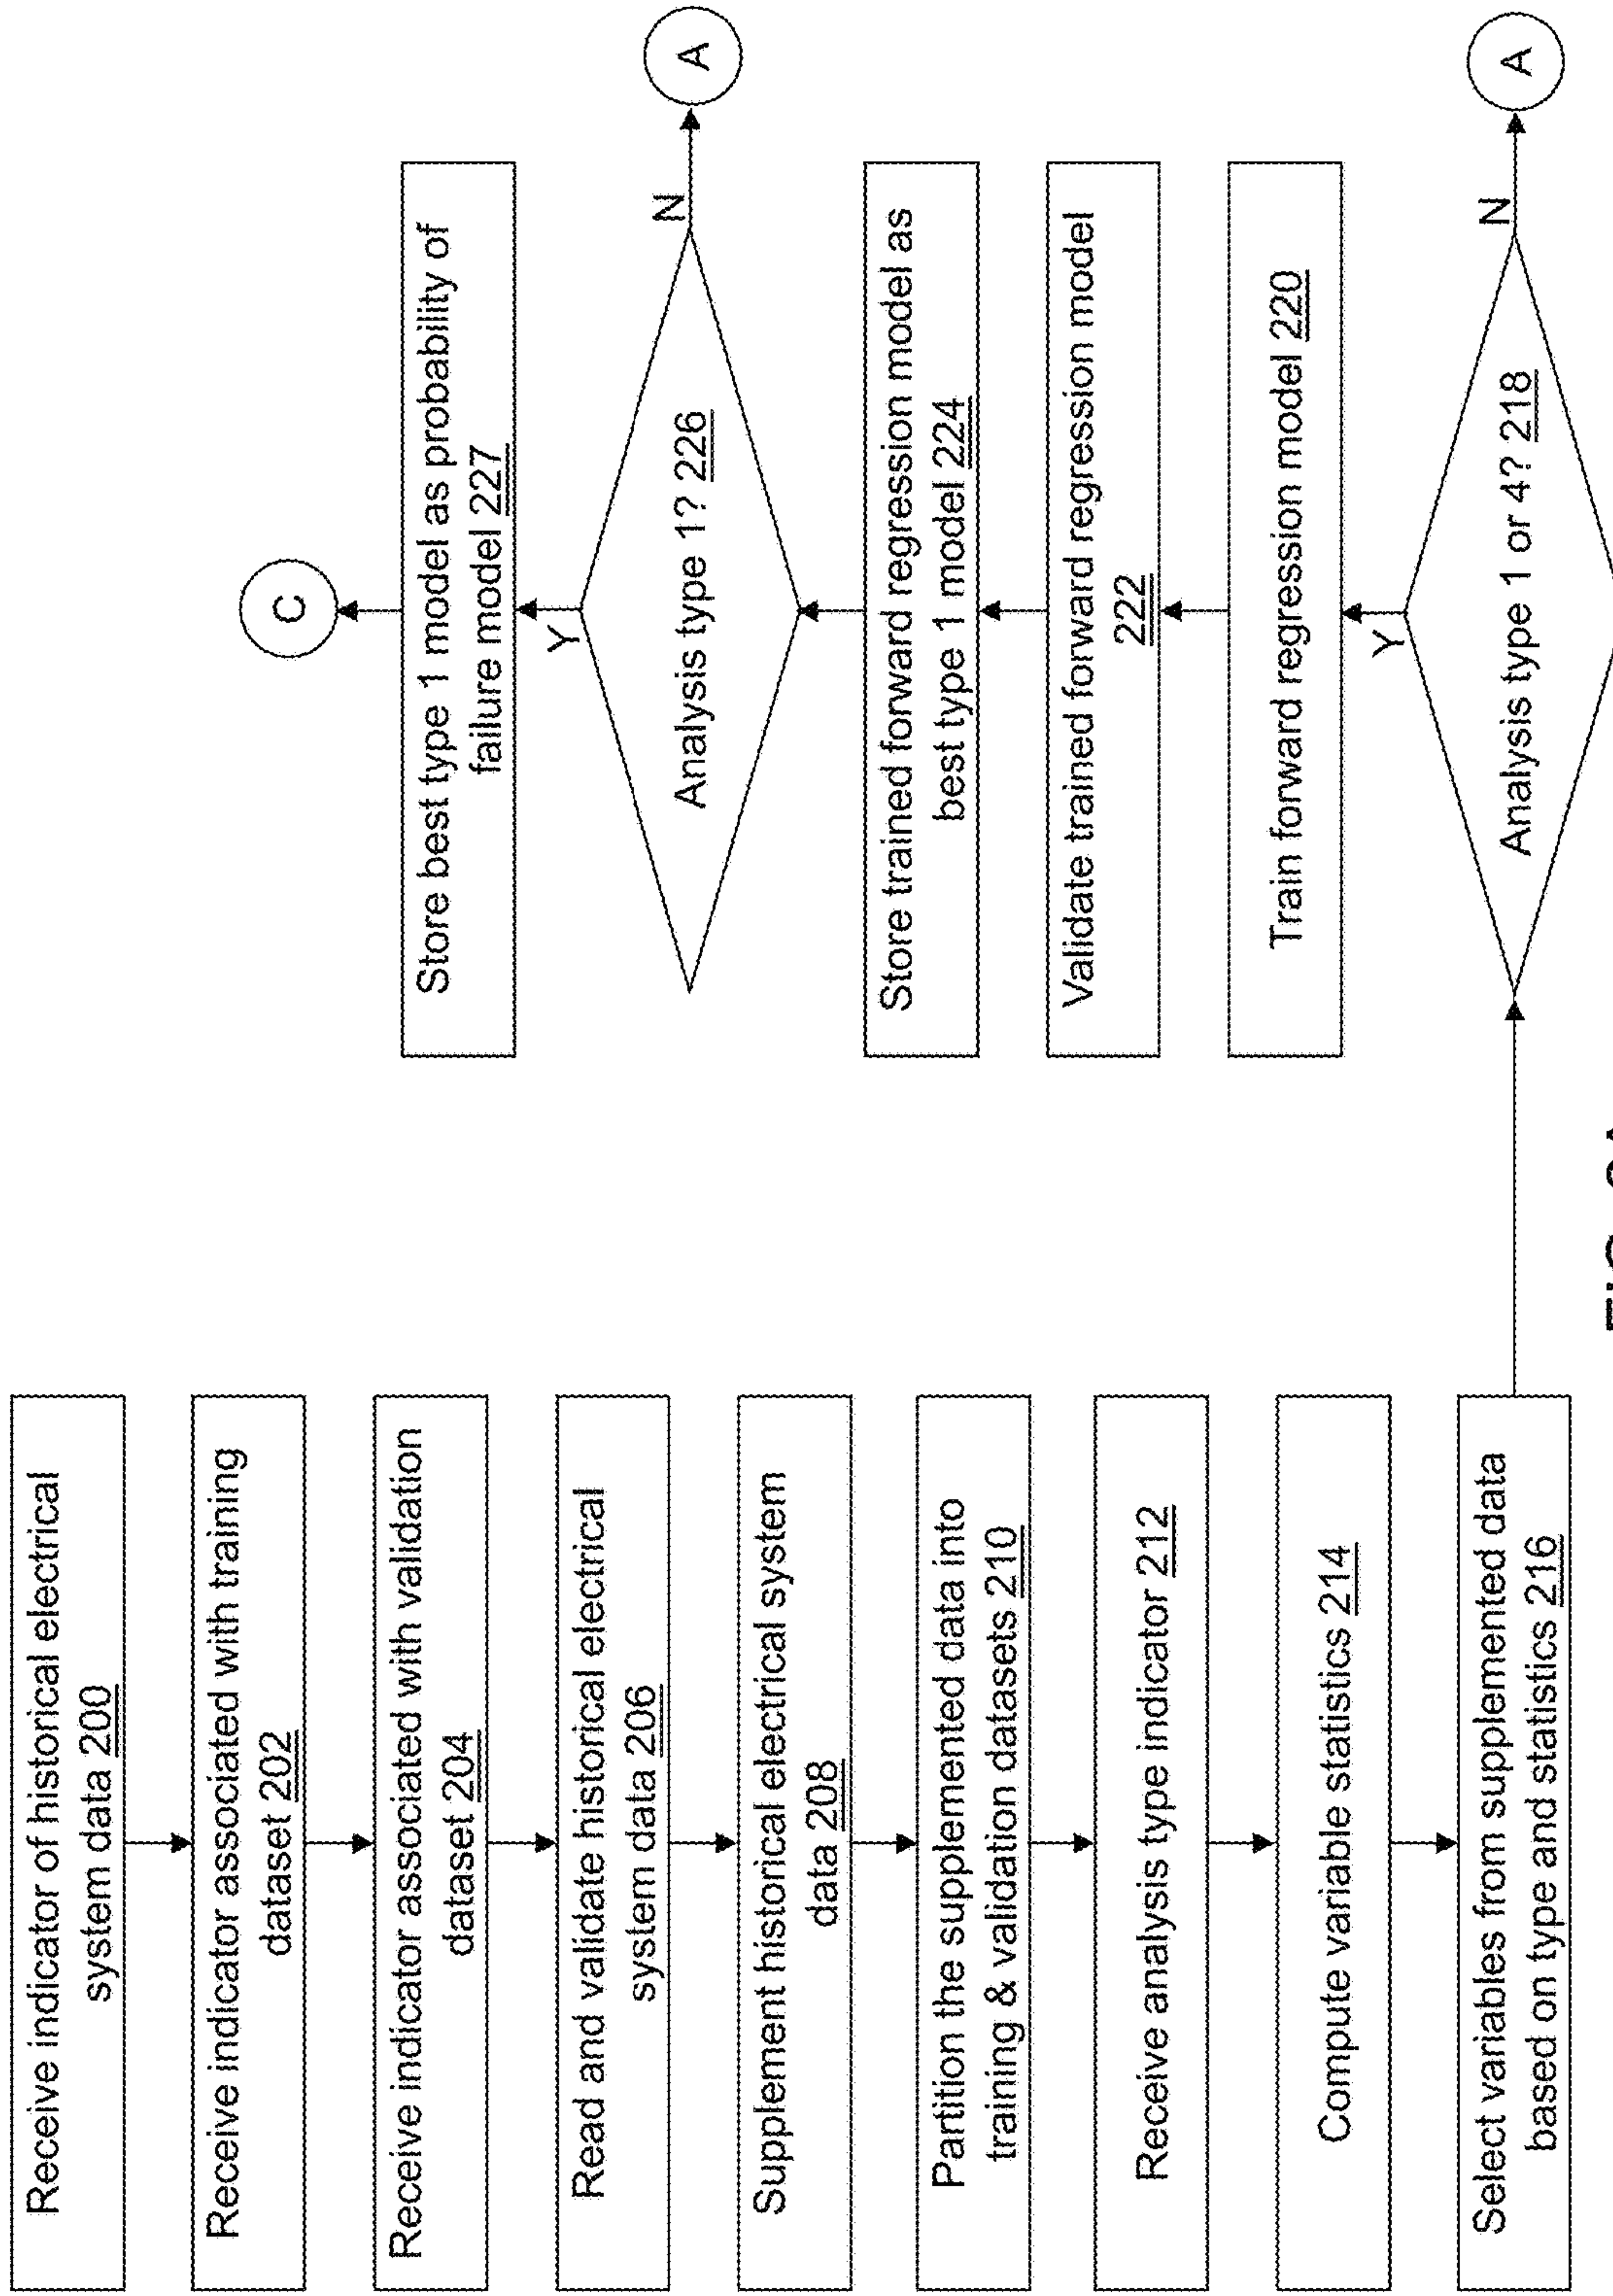 Receive indicator of historical electrical
system data 200
Receive indicator associated with training
dataset 202
Receive indicator associated with validation
dataset 204
Read and validate historical electrical
system data 206
Supplement historical electrical system
data 208
Partition the supplemented data into
training & validation datasets 210
Receive analysis type indicator 212
Compute variable statistics 214
Select variables from supplemented data
based on type and statistics 216
Analysis type 1 or 4? 218
N
A
Y
Train forward regression model 220
Validate trained forward regression model
222
Store trained forward regression model as
best type 1 model 224
Analysis type 1? 226
N
A
Y
Store best type 1 model as probability of
failure model 227
C